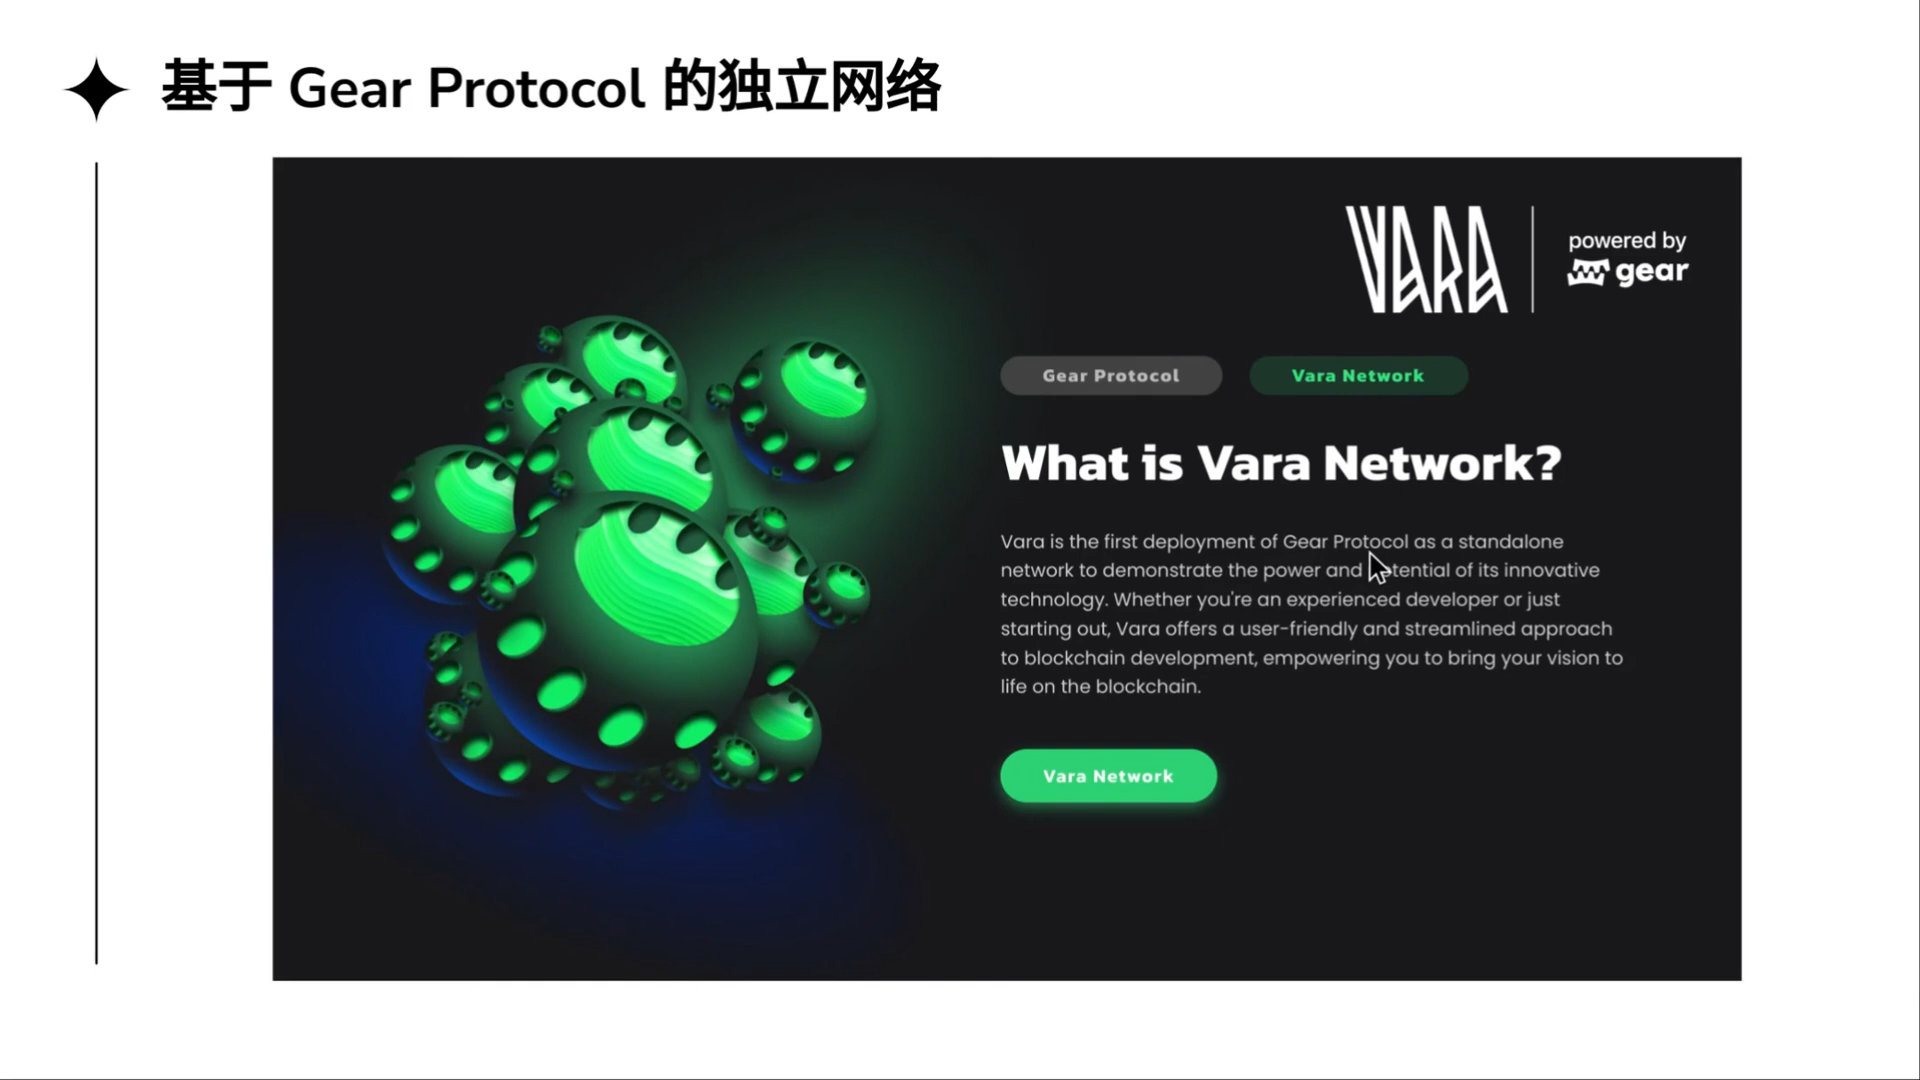 基于 Gear Protocol 的独立网络
VARA
powered by
gear
Gear Protocol
Vara Network
What is Vara Network?
Vara is the first deployment of Gear Protocol as a standalone
network to demonstrate the power and potential of its innovative
technology. Whether you're an experienced developer or just
starting out, Vara offers a user-friendly and streamlined approach
to blockchain development, empowering you to bring your vision to
life on the blockchain.
Vara Network